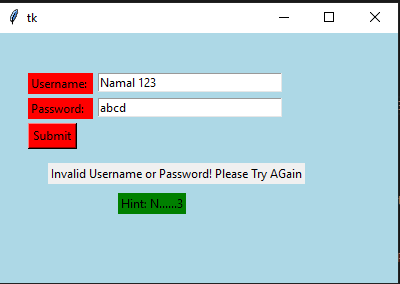 tk
Username: Namal 123
Password: abcd
Submit
Invalid Username or Password! Please Try AGain
Hint: N......3